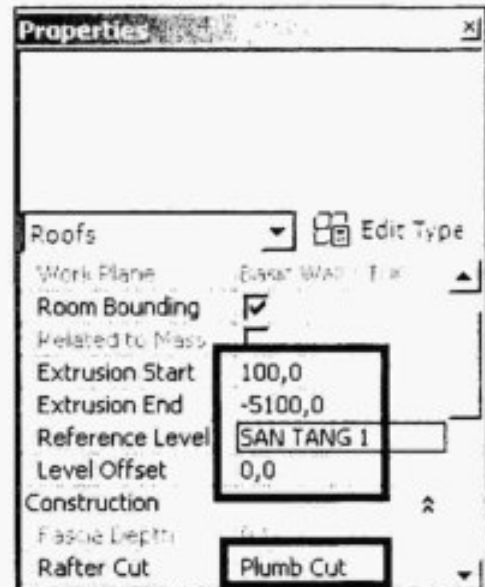 Properties
Roofs
Edit Type
Work Plane
Room Bounding
Related to Mass
Extrusion Start 100,0
Extrusion End -5100,0
Reference Level SAN TANG 1
Level Offset 0,0
Construction
Fascia Depth
Rafter Cut Plumb Cut